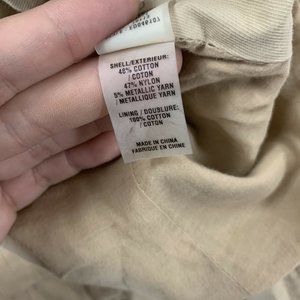 SHELL/EXTERIEUR:
48% COTTON
/ COTON
47% NYLON
5% METALLIC YARN
/ METALLIQUE YARN
LINING / DOUSLURE:
100% COTTON
/ COTON
MADE IN CHINA
FABRIQUE EN CHINE